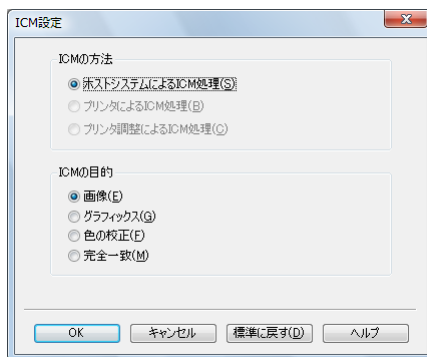 ICM設定
ICMの方法
ホストシステムによるICM処理(S)
プリンタによるICM処理(B)
プリンタ調整によるICM処理(C)
ICMの目的
画像(E)
グラフィックス(G)
色の校正(F)
完全一致(M)
OK キャンセル 標準に戻す(D) ヘルプ